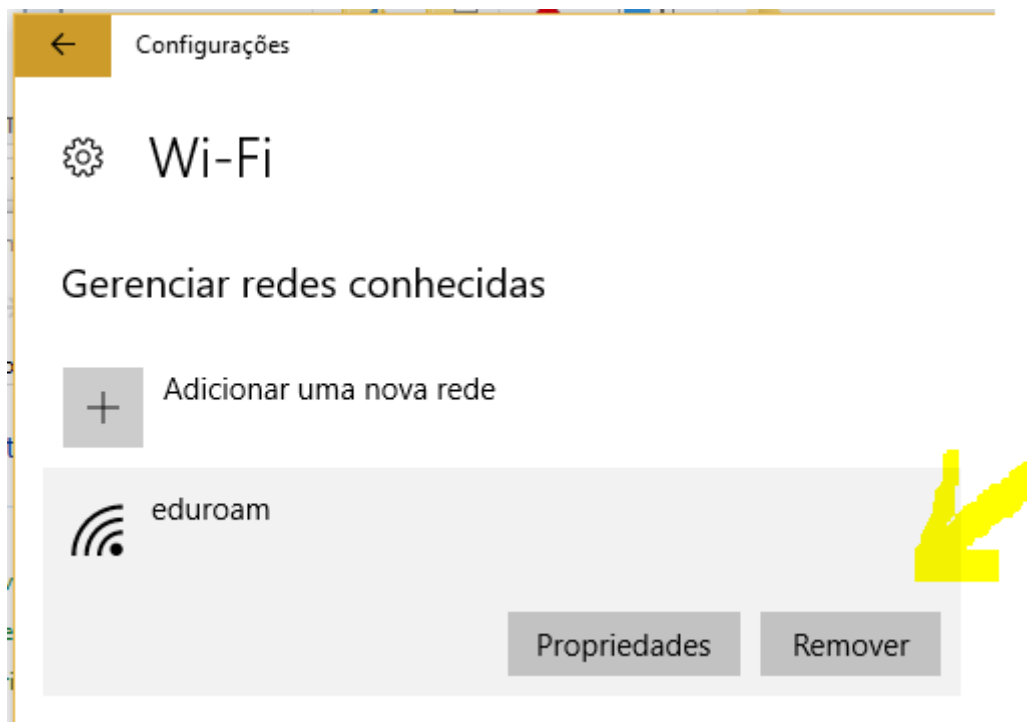 Configurações
Wi-Fi
Gerenciar redes conhecidas
Adicionar uma nova rede
eduroam
Propriedades Remover